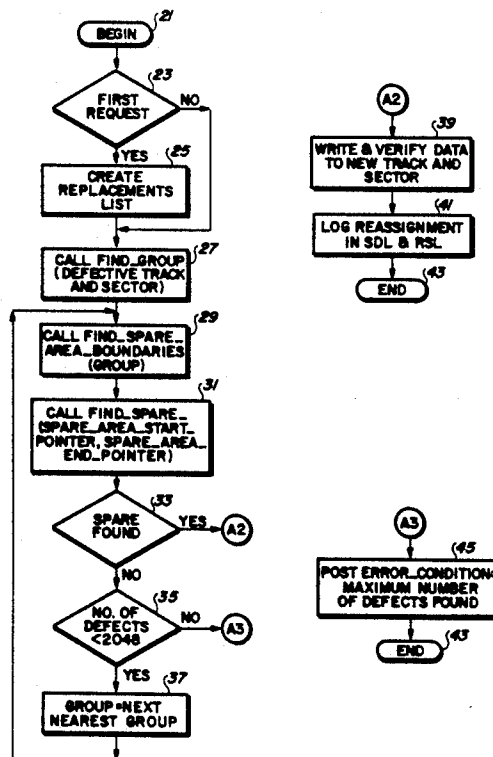 21
BEGIN
23
FIRST
REQUEST
NO
YES
25
CREATE
REPLACEMENTS
LIST
27
CALL FIND_GROUP
(DEFECTIVE TRACK
AND SECTOR)
29
CALL FIND_SPARE_
AREA_BOUNDARIES
(GROUP)
31
CALL FIND_SPARE_
(SPARE_AREA_START_
POINTER, SPARE_AREA_
END_POINTER)
33
SPARE
FOUND
YES
A2
NO
35
NO. OF
DEFECTS
<2048
NO
A3
YES
37
GROUP=NEXT
NEAREST GROUP
A2
39
WRITE & VERIFY DATA
TO NEW TRACK AND
SECTOR
41
LOG REASSIGNMENT
IN SDL & RSL
END
43
A3
45
POST ERROR_CONDITION=
MAXIMUM NUMBER
OF DEFECTS FOUND
END
43